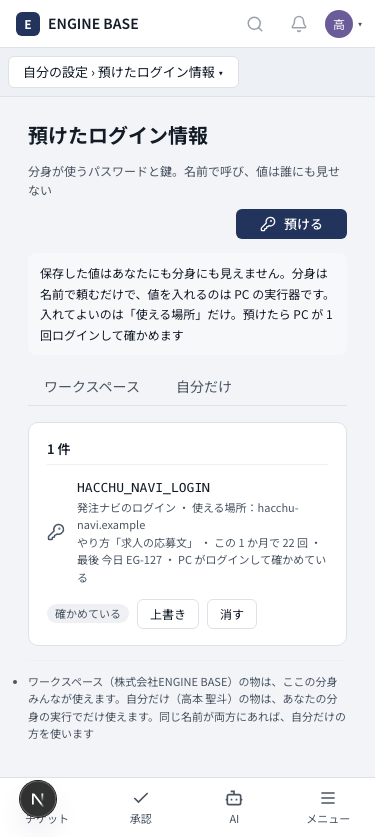 E ENGINE BASE 高
自分の設定 › 預けたログイン情報
預けたログイン情報
分身が使うパスワードと鍵。名前で呼び、値は誰にも見せ
ない
預ける
保存した値はあなたにも分身にも見えません。分身は
名前で頼むだけで、値を入れるのは PC の実行器です。
入れてよいのは「使える場所」だけ。預けたら PC が 1
回ログインして確かめます
ワークスペース 自分だけ
1 件
HACCHU_NAVI_LOGIN
発注ナビのログイン ・ 使える場所：hacchu-
navi.example
やり方「求人の応募文」 ・ この 1 か月で 22 回 ・
最後 今日 EG-127 ・ PC がログインして確かめてい
る
確かめている 上書き 消す
• ワークスペース（株式会社ENGINE BASE）の物は、ここの分身
みんなが使えます。自分だけ（高本 聖斗）の物は、あなたの分
身の実行でだけ使えます。同じ名前が両方にあれば、自分だけの
方を使います
N
ケット 承認 AI メニュー